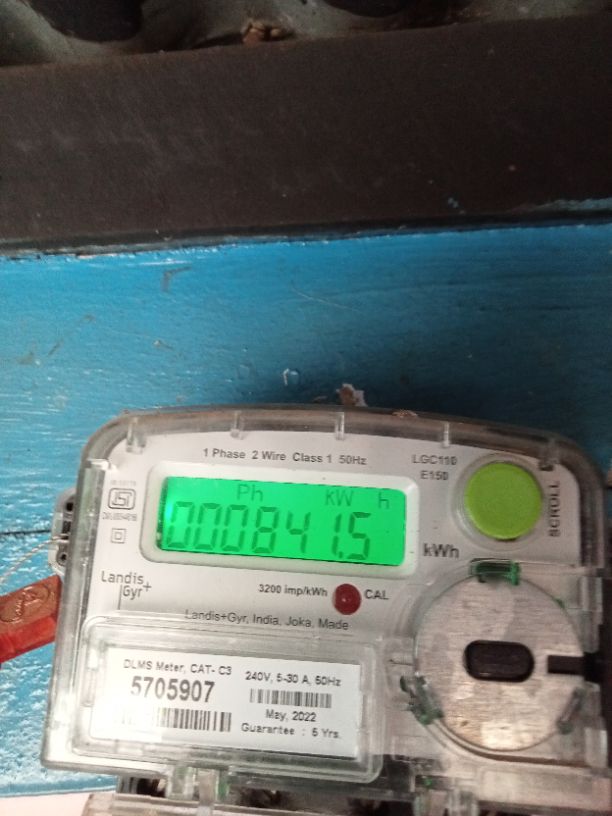 1 Phase 2 Wire Class 1 50Hz
LGC110
E150
SCROLL
Ph kW h
000841.5
kWh
Landis
Gyr+
3200 imp/kWh
CAL
Landis+Gyr, India, Joka, Made
DLMS Meter, CAT- C3
5705907
240V, 5-30 A, 50Hz
May, 2022
Guarantee : 5 Yrs.